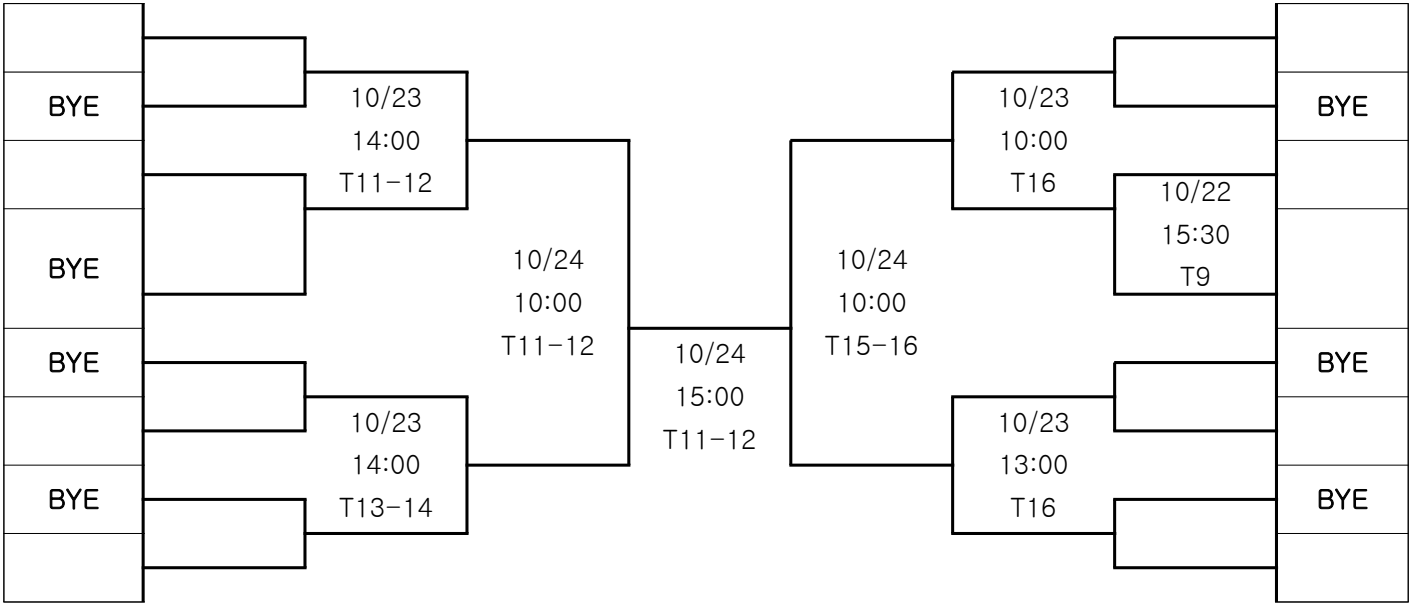 BYE
10/23
14:00
T11-12
BYE
BYE
10/23
14:00
T13-14
BYE
10/24
10:00
T11-12
10/24
15:00
T11-12
10/24
10:00
T15-16
10/23
10:00
T16
BYE
10/22
15:30
T9
BYE
10/23
13:00
T16
BYE